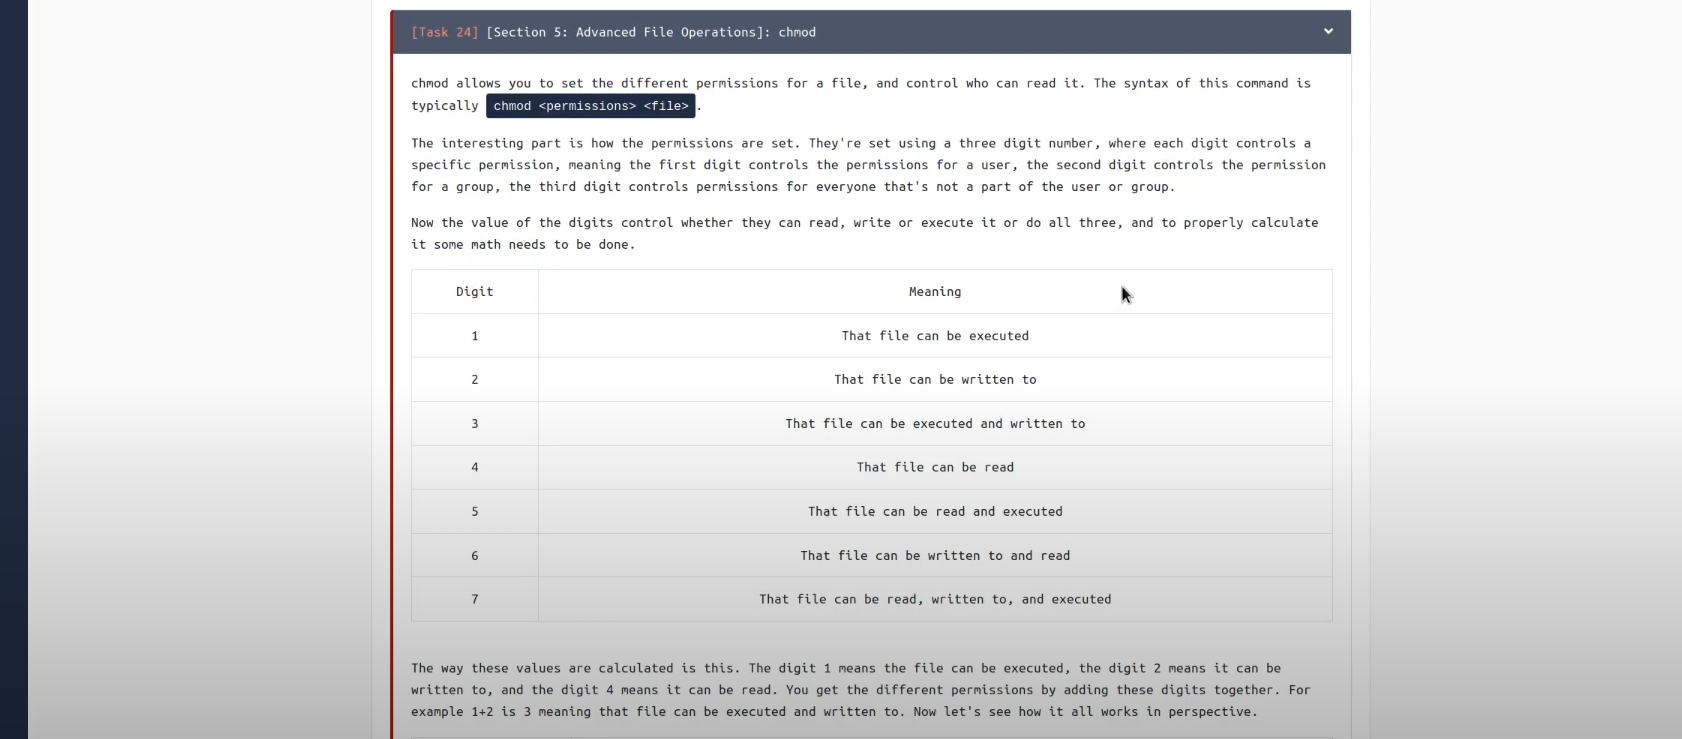 [Task 24] [Section 5: Advanced File Operations]: chmod
chmod allows you to set the different permissions for a file, and control who can read it. The syntax of this command is
typically chmod <permissions> <file>.
The interesting part is how the permissions are set. They're set using a three digit number, where each digit controls a
specific permission, meaning the first digit controls the permissions for a user, the second digit controls the permission
for a group, the third digit controls permissions for everyone that's not a part of the user or group.
Now the value of the digits control whether they can read, write or execute it or do all three, and to properly calculate
it some math needs to be done.
Digit Meaning
1 That file can be executed
2 That file can be written to
3 That file can be executed and written to
4 That file can be read
5 That file can be read and executed
6 That file can be written to and read
7 That file can be read, written to, and executed
The way these values are calculated is this. The digit 1 means the file can be executed, the digit 2 means it can be
written to, and the digit 4 means it can be read. You get the different permissions by adding these digits together. For
example 1+2 is 3 meaning that file can be executed and written to. Now let's see how it all works in perspective.